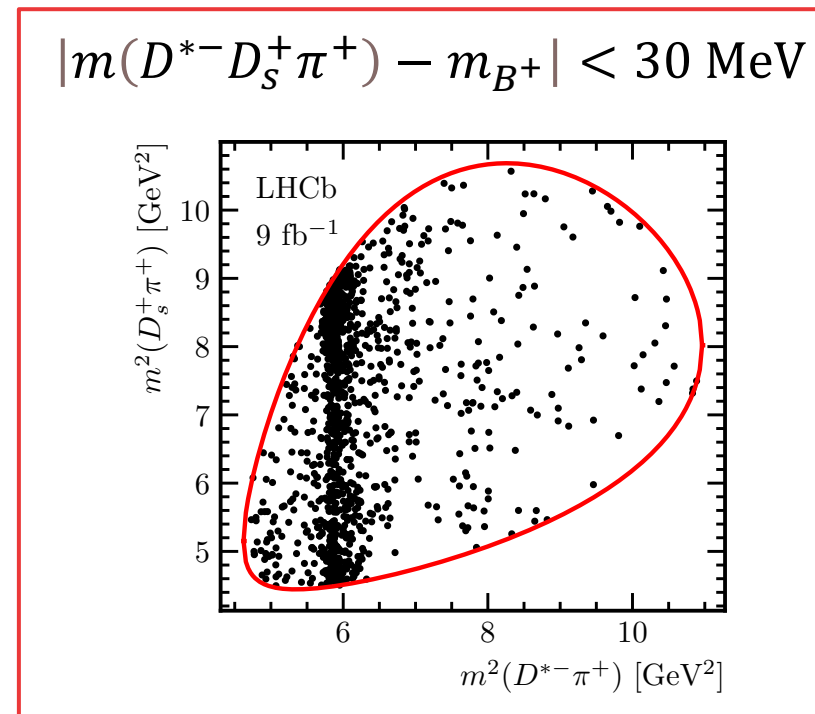 |m(D*⁻D_s⁺π⁺) − m_B⁺| < 30 MeV
LHCb
9 fb⁻¹
m²(D_s⁺π⁺) [GeV²]
10
9
8
7
6
5
6 8 10
m²(D*⁻π⁺) [GeV²]